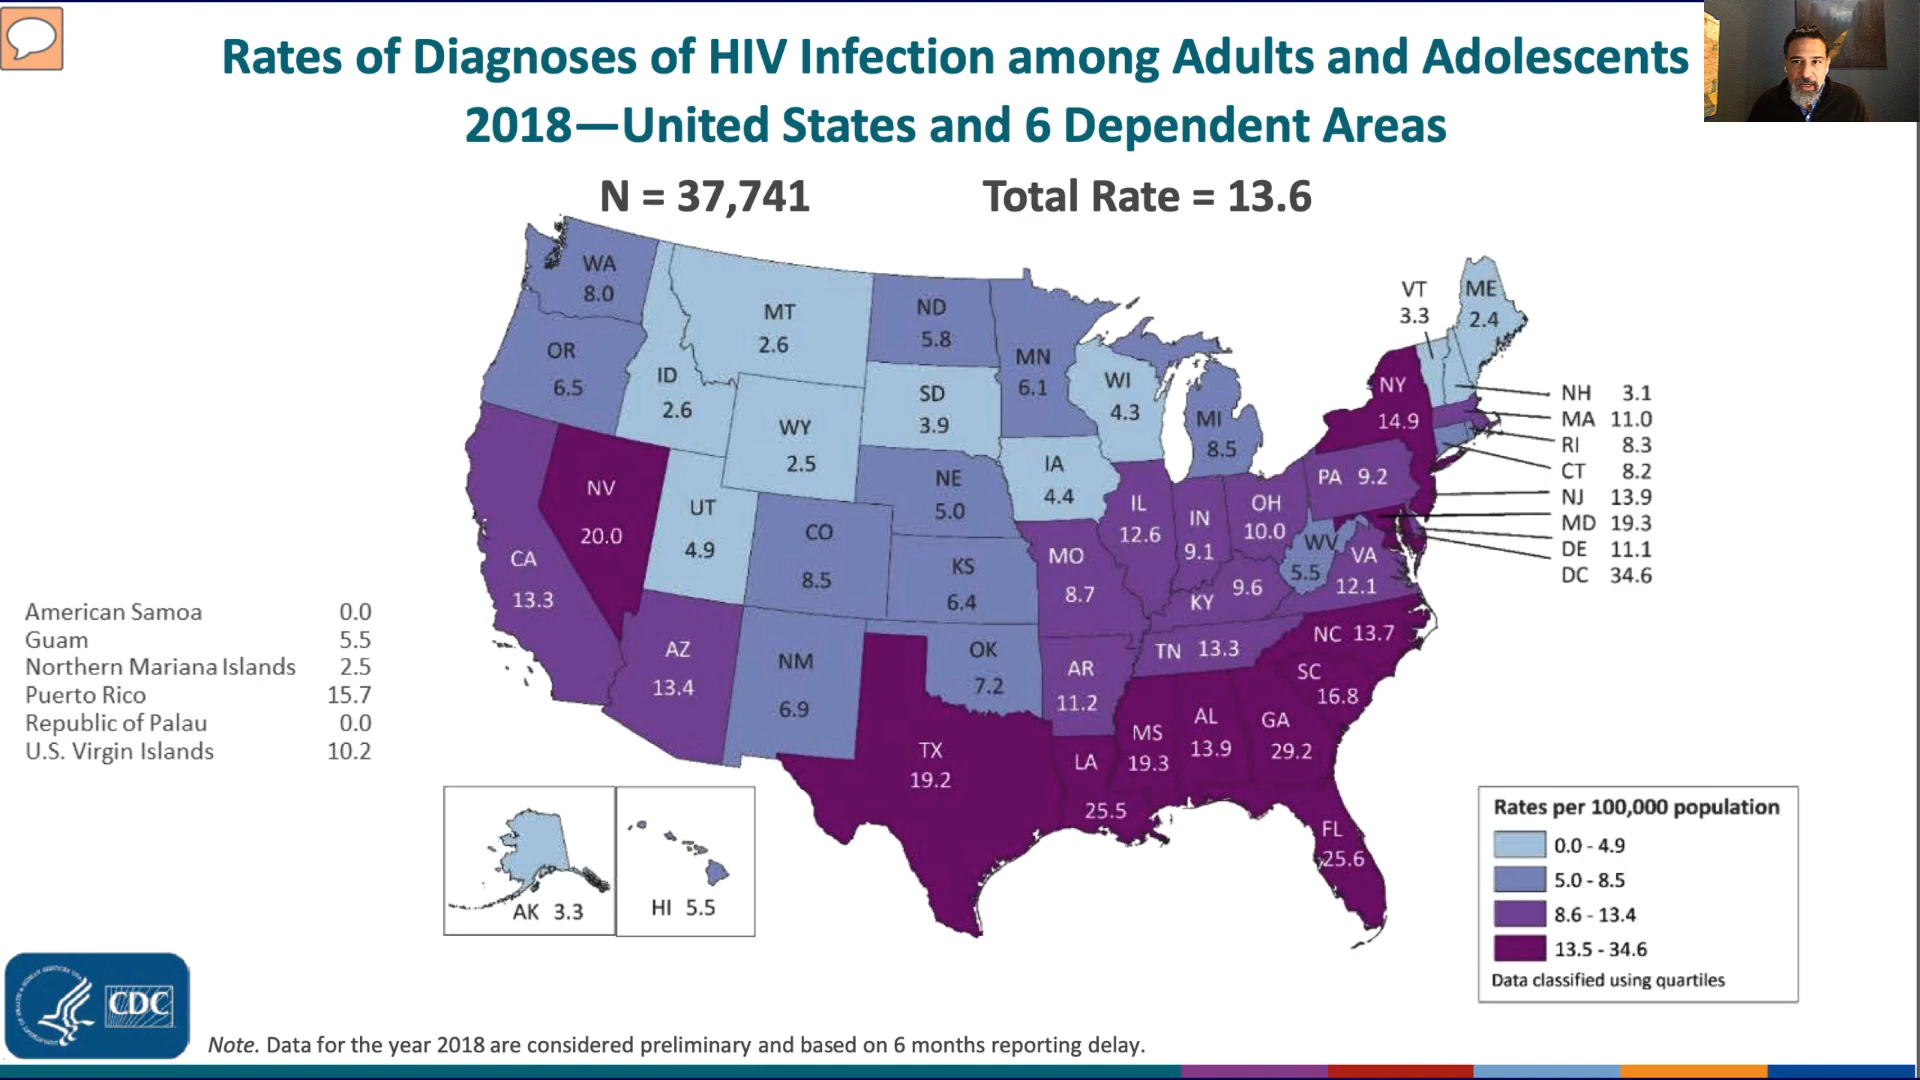 Rates of Diagnoses of HIV Infection among Adults and Adolescents
2018—United States and 6 Dependent Areas
N = 37,741 Total Rate = 13.6
WA
8.0
OR
6.5
MT
2.6
ID
2.6
WY
2.5
ND
5.8
SD
3.9
MN
6.1
WI
4.3
MI
8.5
VT
3.3
ME
2.4
NY
14.9
NH 3.1
MA 11.0
RI 8.3
CT 8.2
NJ 13.9
MD 19.3
DE 11.1
DC 34.6
NV
20.0
UT
4.9
CA
13.3
CO
8.5
NE
5.0
KS
6.4
IA
4.4
MO
8.7
IL
12.6
IN
9.1
OH
10.0
PA 9.2
WV
5.5
VA
12.1
KY 9.6
TN 13.3
NC 13.7
SC
16.8
AZ
13.4
NM
6.9
OK
7.2
AR
11.2
TX
19.2
LA
25.5
MS
19.3
AL
13.9
GA
29.2
FL
25.6
AK 3.3
HI 5.5
American Samoa 0.0
Guam 5.5
Northern Mariana Islands 2.5
Puerto Rico 15.7
Republic of Palau 0.0
U.S. Virgin Islands 10.2
Rates per 100,000 population
0.0 - 4.9
5.0 - 8.5
8.6 - 13.4
13.5 - 34.6
Data classified using quartiles
CDC
Note. Data for the year 2018 are considered preliminary and based on 6 months reporting delay.